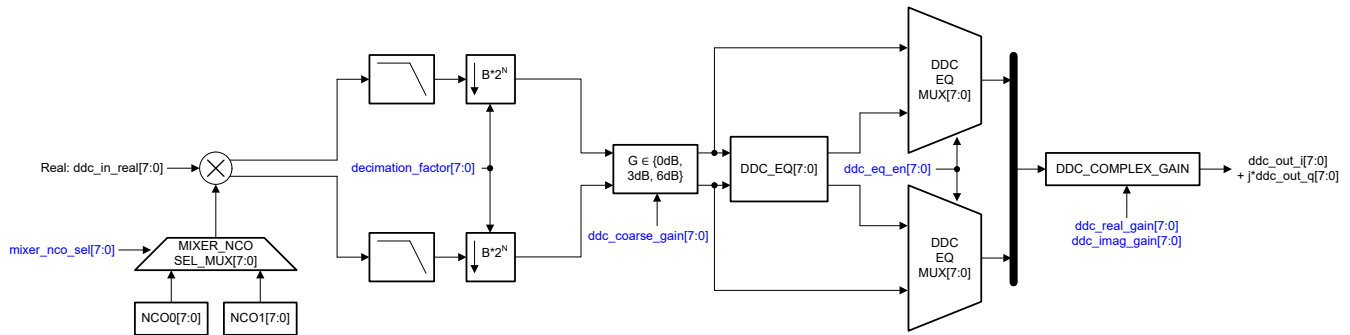 DDC
EQ
MUX[7:0]
B*2^N
Real: ddc_in_real[7:0]
decimation_factor[7:0]
G ∈ {0dB,
3dB, 6dB}
DDC_EQ[7:0]
ddc_eq_en[7:0]
DDC_COMPLEX_GAIN
ddc_out_i[7:0]
+ j*ddc_out_q[7:0]
mixer_nco_sel[7:0]
MIXER_NCO
SEL_MUX[7:0]
B*2^N
ddc_coarse_gain[7:0]
DDC
EQ
MUX[7:0]
ddc_real_gain[7:0]
ddc_imag_gain[7:0]
NCO0[7:0]
NCO1[7:0]